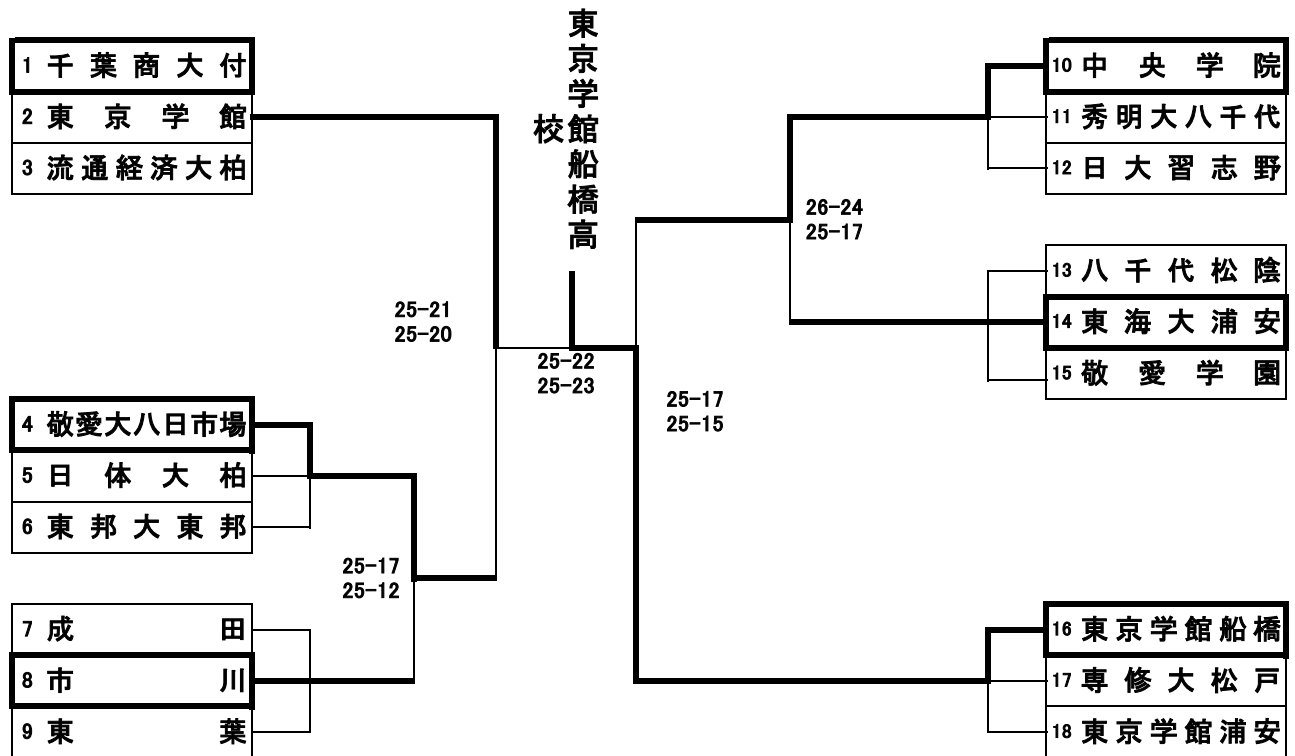 東京学館船橋高
校
1 千葉商大付
2 東京学館
3 流通経済大柏
25-21
25-20
4 敬愛大八日市場
5 日体大柏
6 東邦大東邦
25-17
25-12
7 成田
8 市川
9 東葉
25-22
25-23
10 中央学院
11 秀明大八千代
12 日大習志野
26-24
25-17
13 八千代松陰
14 東海大浦安
15 敬愛学園
25-17
25-15
16 東京学館船橋
17 専修大松戸
18 東京学館浦安